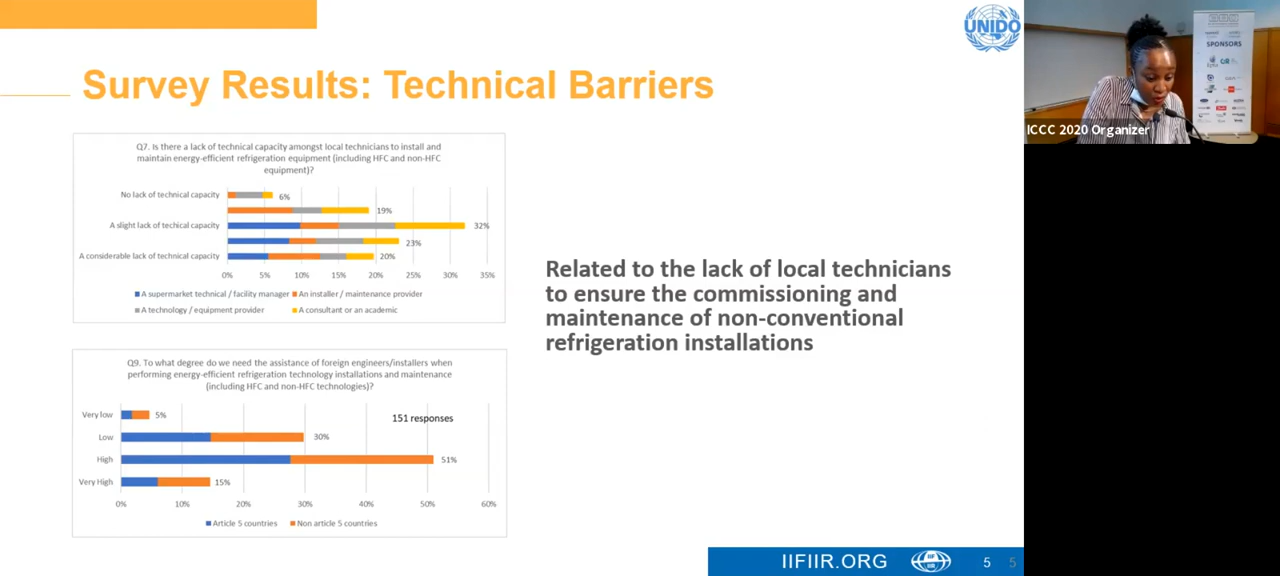 UNIDO
Survey Results: Technical Barriers
Q7. Is there a lack of technical capacity amongst local technicians to install and
maintain energy-efficient refrigeration equipment (including HFC and non-HFC
equipment)?
No lack of technical capacity
6%
19%
A slight lack of techical capacity
32%
23%
A considerable lack of technical capacity
20%
0% 5% 10% 15% 20% 25% 30% 35%
A supermarket technical / facility manager An installer / maintenance provider
A technology / equipment provider A consultant or an academic
Q9. To what degree do we need the assistance of foreign engineers/installers when
performing energy-efficient refrigeration technology installations and maintenance
(including HFC and non-HFC technologies)?
Very low 5%
151 responses
Low 30%
High 51%
Very High 15%
0% 10% 20% 30% 40% 50% 60%
Article 5 countries Non article 5 countries
Related to the lack of local technicians
to ensure the commissioning and
maintenance of non-conventional
refrigeration installations
IIFIIR.ORG
IIF
IIR
5 5
SPONSORS
ICCC 2020 Organizer